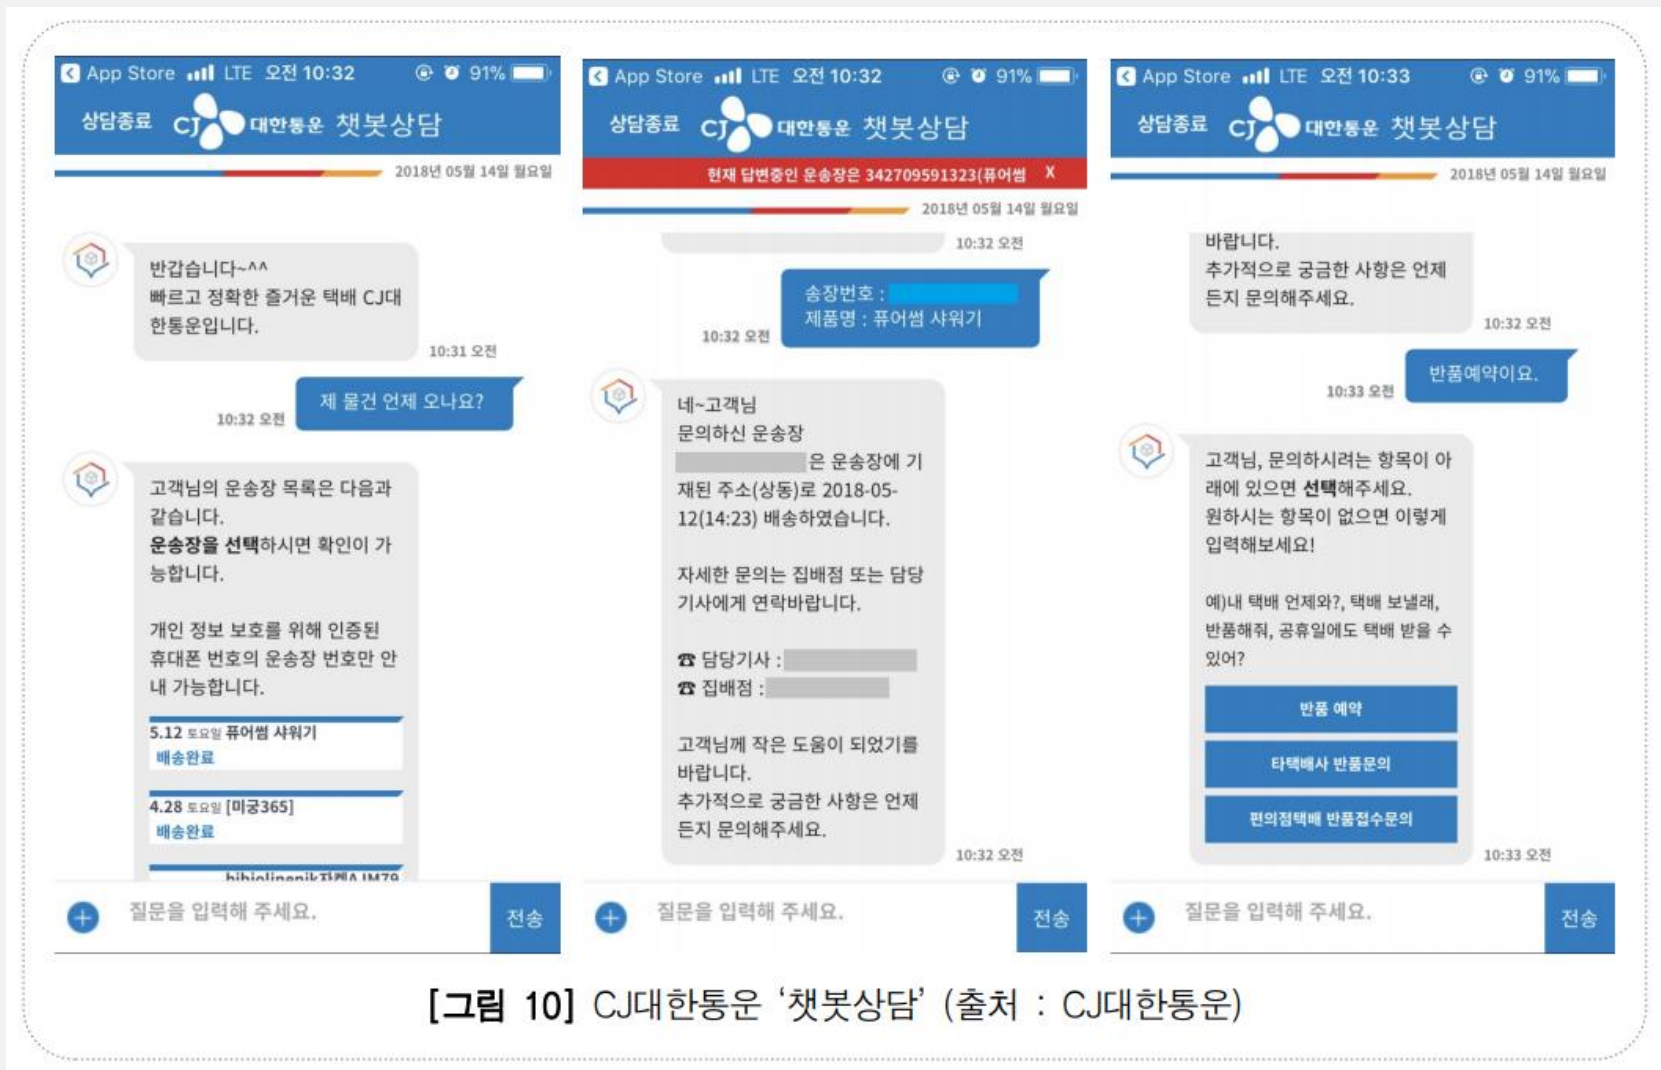 App Store LTE 오전 10:32 91%
상담종료 CJ 대한통운 챗봇상담
2018년 05월 14일 월요일
반갑습니다~^^
빠르고 정확한 즐거운 택배 CJ대
한통운입니다.
10:31 오전
제 물건 언제 오나요?
10:32 오전
고객님의 운송장 목록은 다음과
같습니다.
운송장을 선택하시면 확인이 가
능합니다.
개인 정보 보호를 위해 인증된
휴대폰 번호의 운송장 번호만 안
내 가능합니다.
5.12 토요일 퓨어썸 샤워기
배송완료
4.28 토요일 [미궁365]
배송완료
질문을 입력해 주세요.
전송
App Store LTE 오전 10:32 91%
상담종료 CJ 대한통운 챗봇상담
현재 답변중인 운송장은 342709591323(퓨어썸 X
2018년 05월 14일 월요일
10:32 오전
송장번호 :
제품명 : 퓨어썸 샤워기
10:32 오전
네~고객님
문의하신 운송장
은 운송장에 기
재된 주소(상동)로 2018-05-
12(14:23) 배송하였습니다.
자세한 문의는 집배점 또는 담당
기사에게 연락바랍니다.
☎ 담당기사 :
☎ 집배점 :
고객님께 작은 도움이 되었기를
바랍니다.
추가적으로 궁금한 사항은 언제
든지 문의해주세요.
10:32 오전
질문을 입력해 주세요.
전송
App Store LTE 오전 10:33 91%
상담종료 CJ 대한통운 챗봇상담
2018년 05월 14일 월요일
바랍니다.
추가적으로 궁금한 사항은 언제
든지 문의해주세요.
10:32 오전
반품예약이요.
10:33 오전
고객님, 문의하시려는 항목이 아
래에 있으면 선택해주세요.
원하시는 항목이 없으면 이렇게
입력해보세요!
예)내 택배 언제와?, 택배 보낼래,
반품해줘, 공휴일에도 택배 받을 수
있어?
반품 예약
타택배사 반품문의
편의점택배 반품접수문의
10:33 오전
질문을 입력해 주세요.
전송
[그림 10] CJ대한통운 ‘챗봇상담’ (출처 : CJ대한통운)